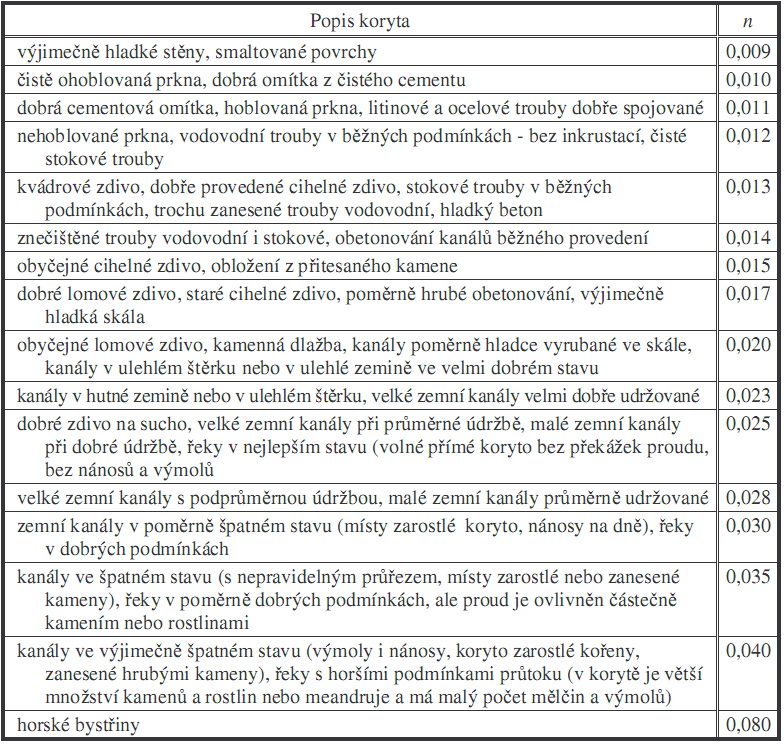 Popis koryta n
výjimečně hladké stěny, smaltované povrchy 0,009
čistě ohoblovaná prkna, dobrá omítka z čistého cementu 0,010
dobrá cementová omítka, hoblovaná prkna, litinové a ocelové trouby dobře spojované 0,011
nehoblované prkna, vodovodní trouby v běžných podmínkách - bez inkrustací, čisté 0,012
stokové trouby
kvádrové zdivo, dobře provedené cihelné zdivo, stokové trouby v běžných 0,013
podmínkách, trochu zanesené trouby vodovodní, hladký beton
znečištěné trouby vodovodní i stokové, obetonování kanálů běžného provedení 0,014
obyčejné cihelné zdivo, obložení z přitesaného kamene 0,015
dobré lomové zdivo, staré cihelné zdivo, poměrně hrubé obetonování, výjimečně 0,017
hladká skála
obyčejné lomové zdivo, kamenná dlažba, kanály poměrně hladce vyrubané ve skále, 0,020
kanály v ulehlém štěrku nebo v ulehlé zemině ve velmi dobrém stavu
kanály v hutné zemině nebo v ulehlém štěrku, velké zemní kanály velmi dobře udržované 0,023
dobré zdivo na sucho, velké zemní kanály při průměrné údržbě, malé zemní kanály 0,025
při dobré údržbě, řeky v nejlepším stavu (volné přímé koryto bez překážek proudu,
bez nánosů a výmolů
velké zemní kanály s podprůměrnou údržbou, malé zemní kanály průměrně udržované 0,028
zemní kanály v poměrně špatném stavu (místy zarostlé koryto, nánosy na dně), řeky 0,030
v dobrých podmínkách
kanály ve špatném stavu (s nepravidelným průřezem, místy zarostlé nebo zanesené 0,035
kameny), řeky v poměrně dobrých podmínkách, ale proud je ovlivněn částečně
kamením nebo rostlinami
kanály ve výjimečně špatném stavu (výmoly i nánosy, koryto zarostlé kořeny, 0,040
zanesené hrubými kameny), řeky s horšími podmínkami průtoku (v korytě je větší
množství kamenů a rostlin nebo meandruje a má malý počet mělčin a výmolů)
horské bystřiny 0,080